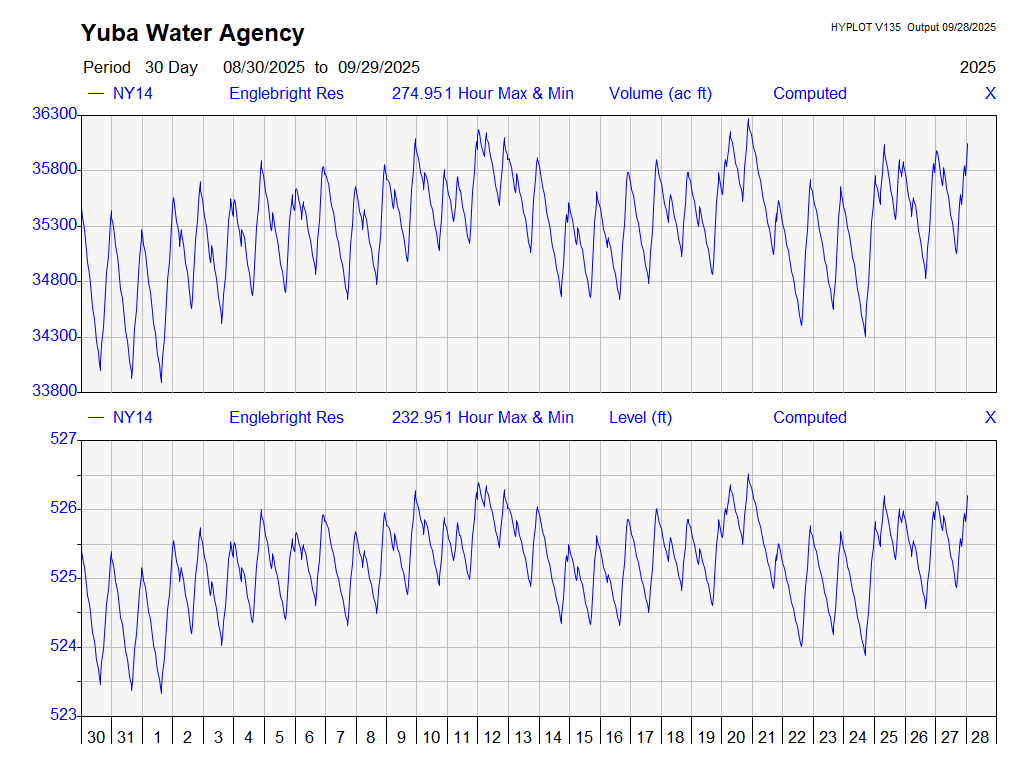 Yuba Water Agency
HYPLOT V135 Output 09/28/2025
Period 30 Day 08/30/2025 to 09/29/2025 2025
NY14 Englebright Res 274.951 Hour Max & Min Volume (ac ft) Computed X
36300
35800
35300
34800
34300
33800
NY14 Englebright Res 232.951 Hour Max & Min Level (ft) Computed X
527
526
525
524
523
30 31 1 2 3 4 5 6 7 8 9 10 11 12 13 14 15 16 17 18 19 20 21 22 23 24 25 26 27 28